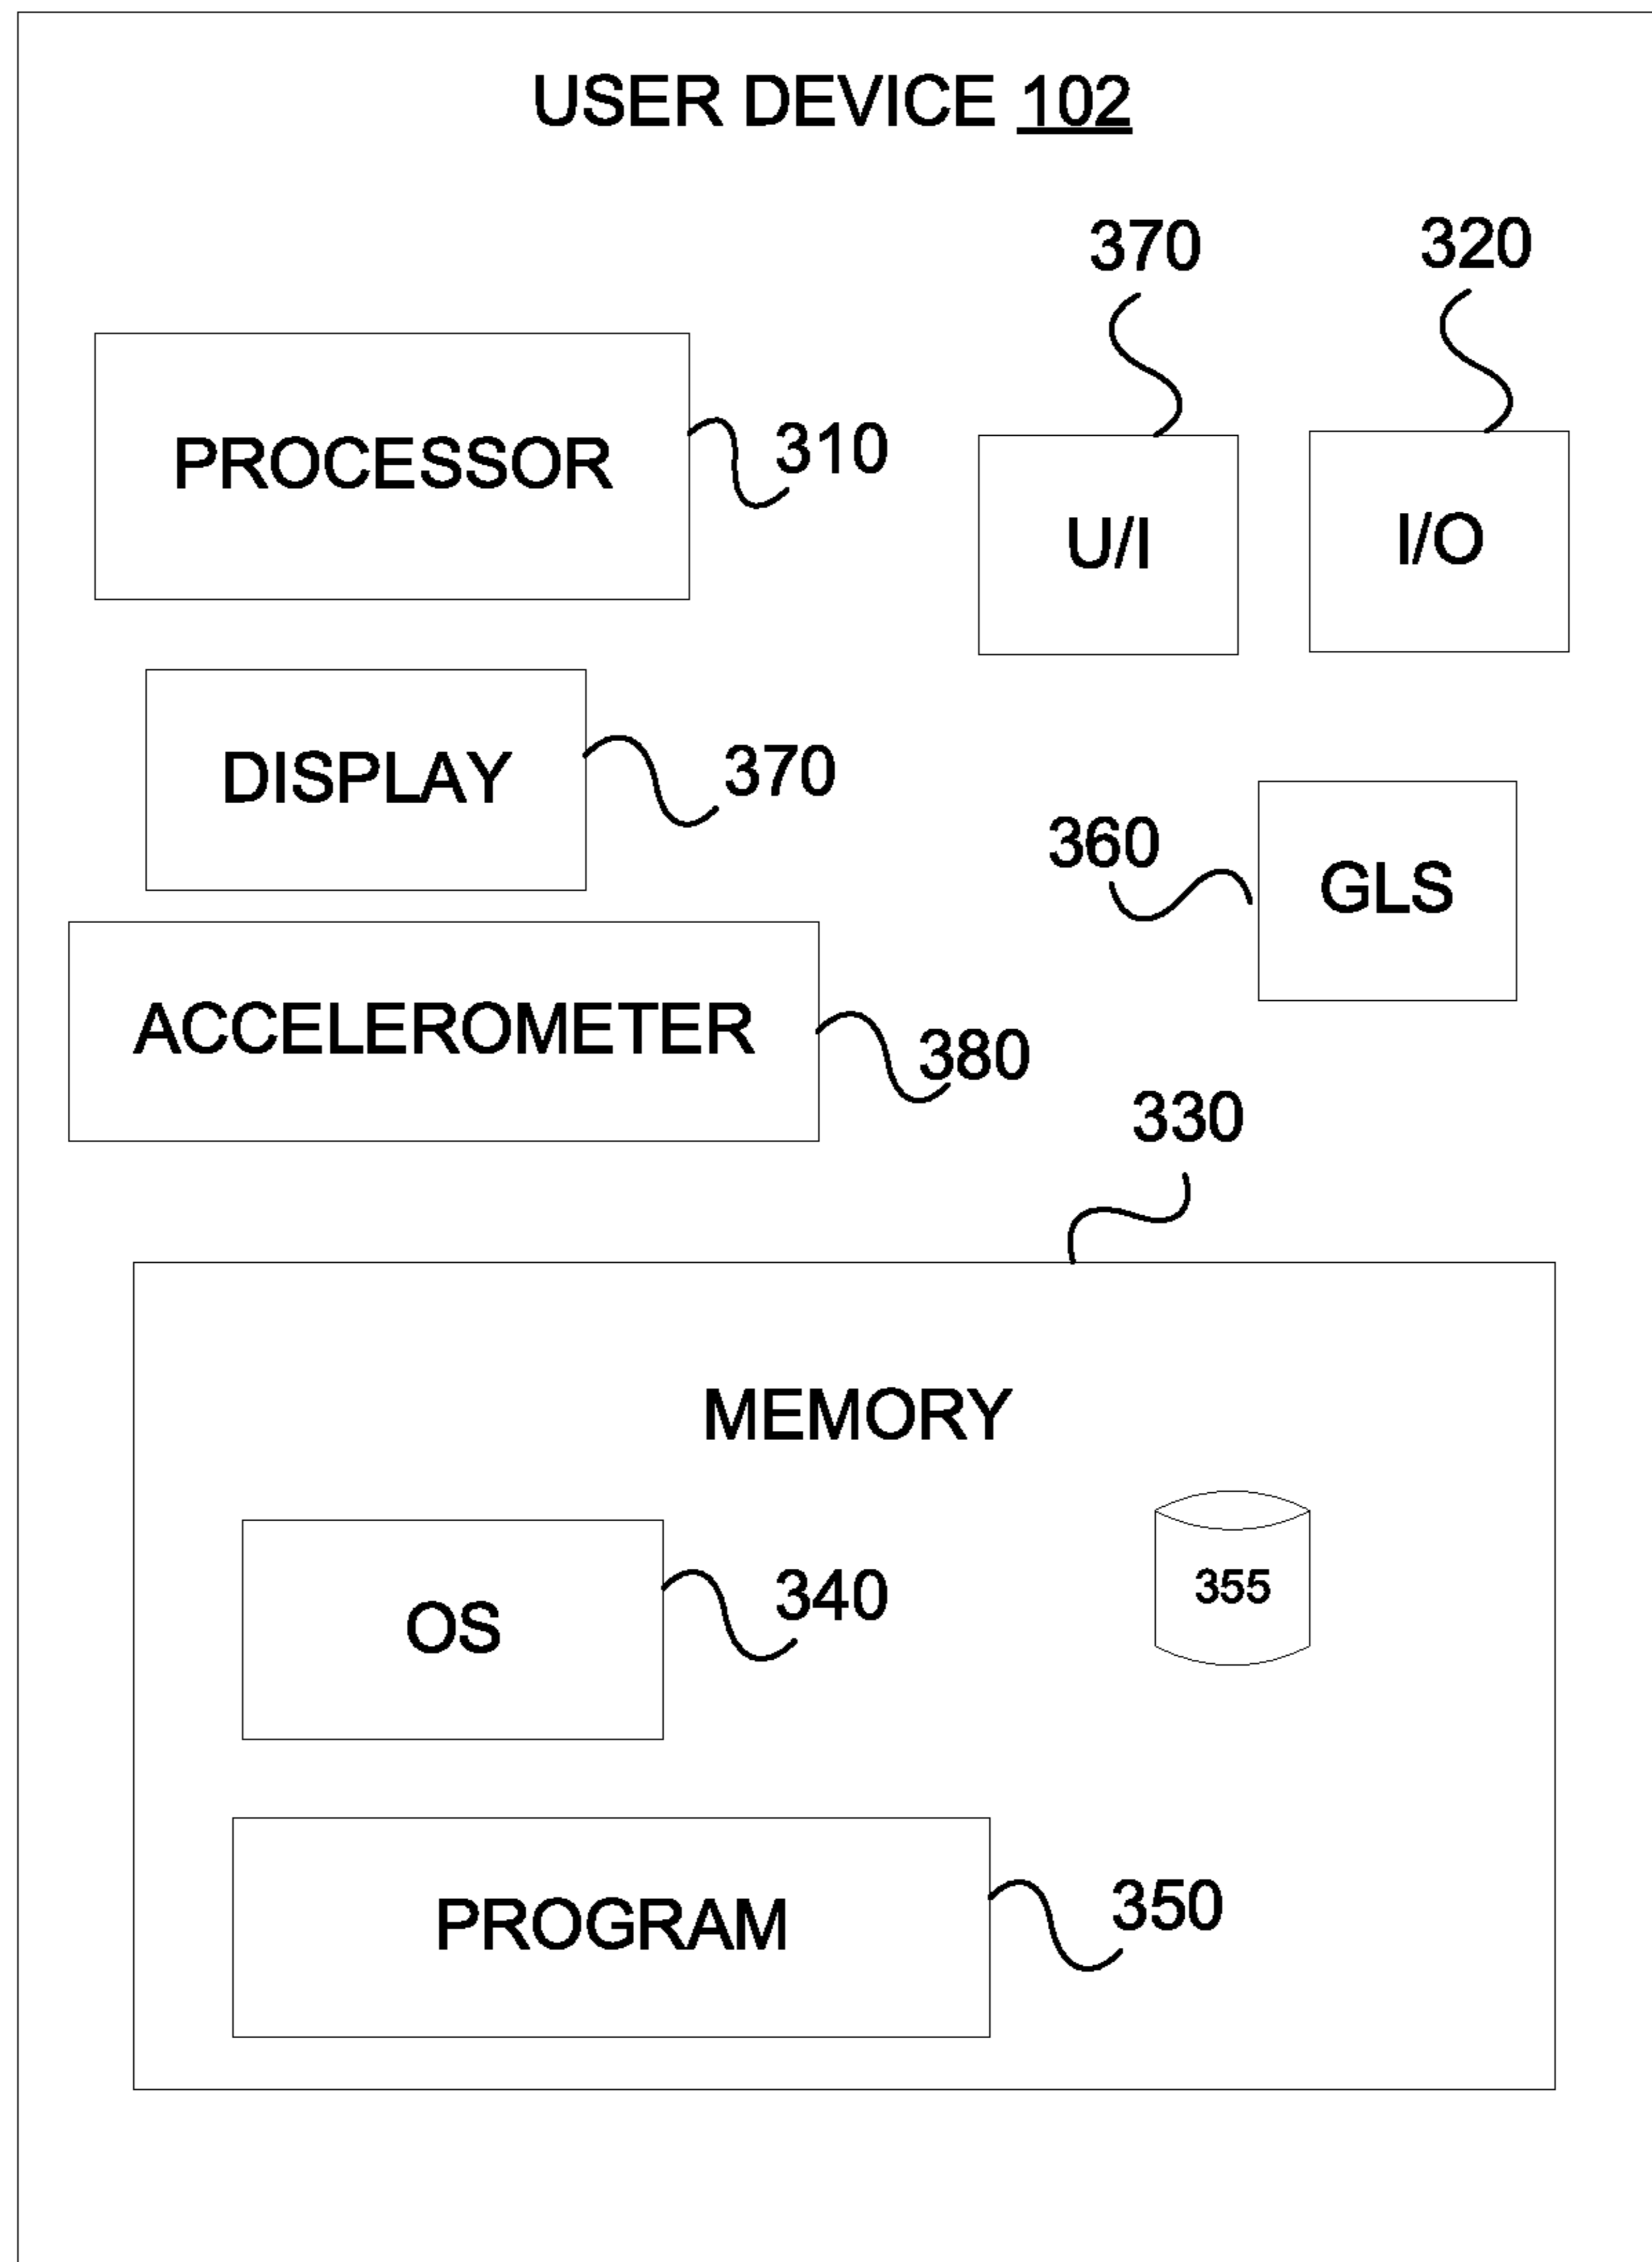 USER DEVICE 102
370
320
PROCESSOR
310
U/I
I/O
DISPLAY
370
360
GLS
ACCELEROMETER
380
330
MEMORY
OS
340
355
PROGRAM
350